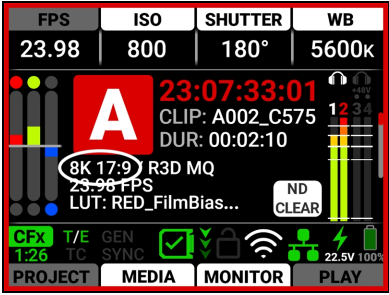 FPS ISO SHUTTER WB
23.98 800 180° 5600K
A
23:07:33:01
CLIP: A002_C575
DUR: 00:02:10
+48V
1 2 3 4
8K 17:9 / R3D MQ
23.98 FPS
LUT: RED_FilmBias...
ND
CLEAR
CFx T/E GEN
1:26 TC SYNC
22.5V 100%
PROJECT MEDIA MONITOR PLAY